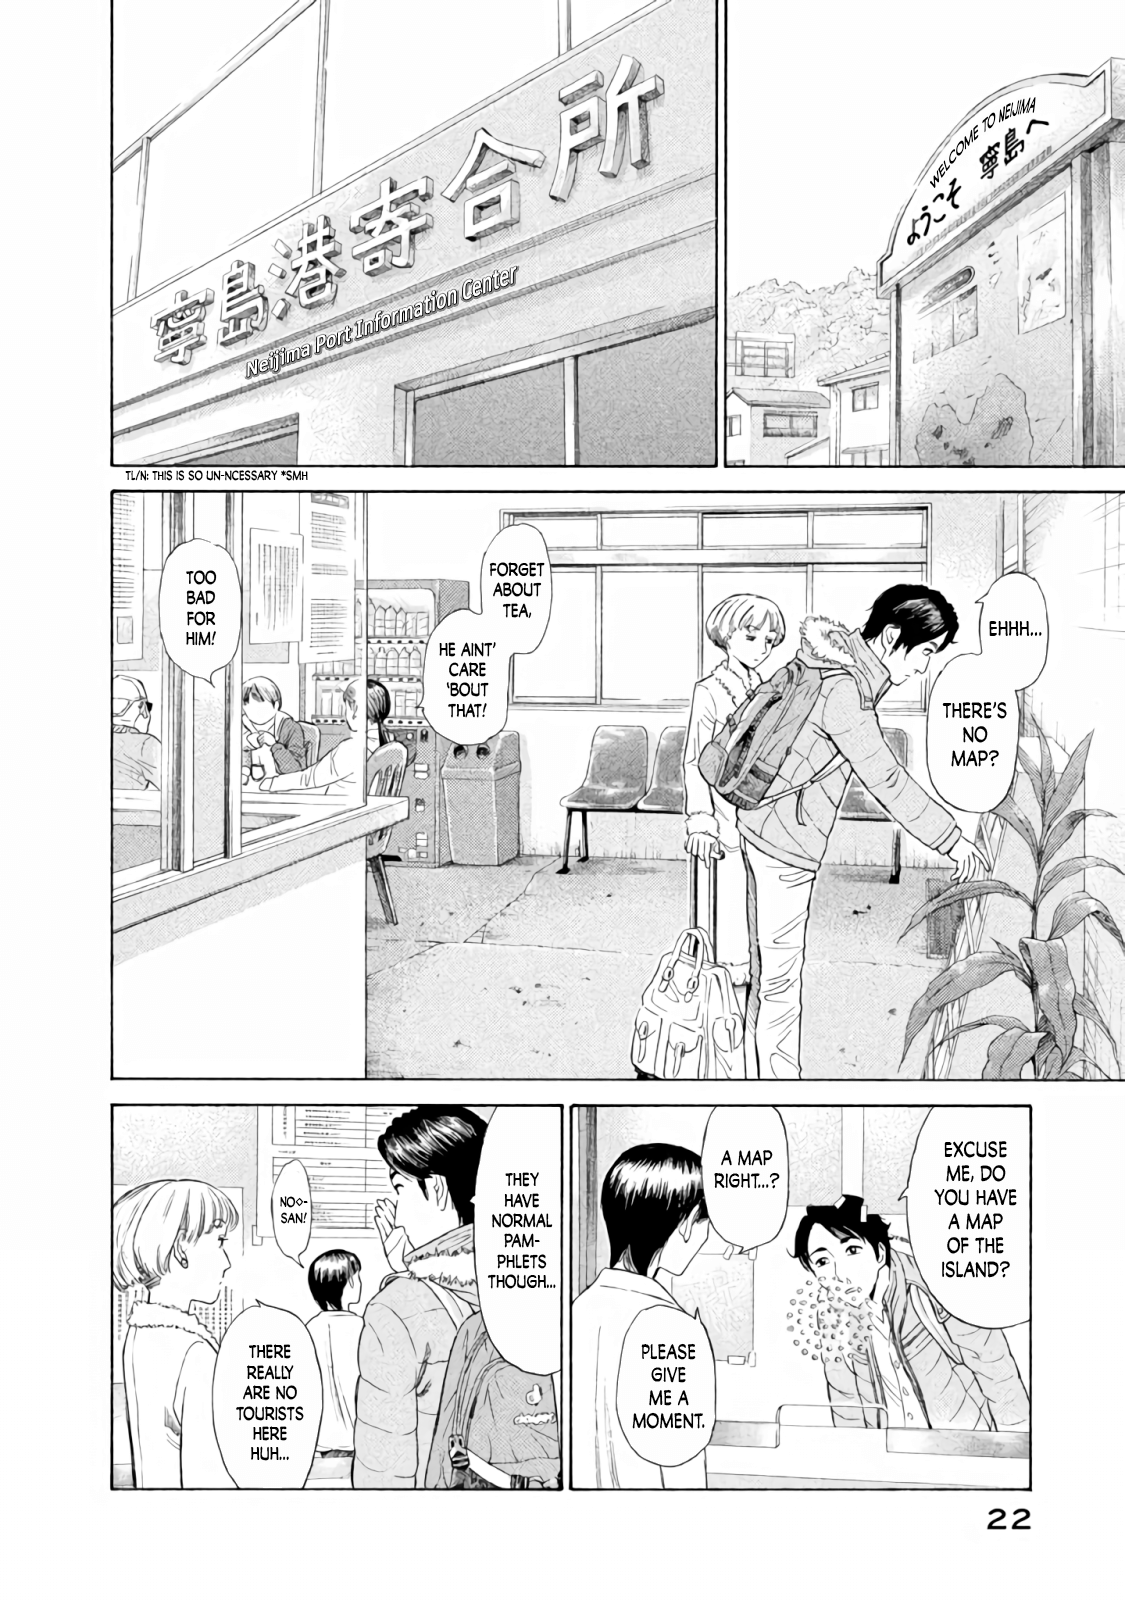 WELCOME TO NEIJIMA
ようこそ 寧島へ
寧島港寄合所
Neijima Port Information Center
TL/N: THIS IS SO UN-NCESSARY *SMH
EHHH...
THERE'S
NO
MAP?
FORGET
ABOUT
TEA,
HE AINT'
CARE
'BOUT
THAT!
TOO
BAD
FOR
HIM!
EXCUSE
ME, DO
YOU HAVE
A MAP
OF THE
ISLAND?
A MAP
RIGHT...?
PLEASE
GIVE
ME A
MOMENT.
THEY
HAVE
NORMAL
PAM-
PHLETS
THOUGH...
NO◇-
SAN!
THERE
REALLY
ARE NO
TOURISTS
HERE
HUH...
22